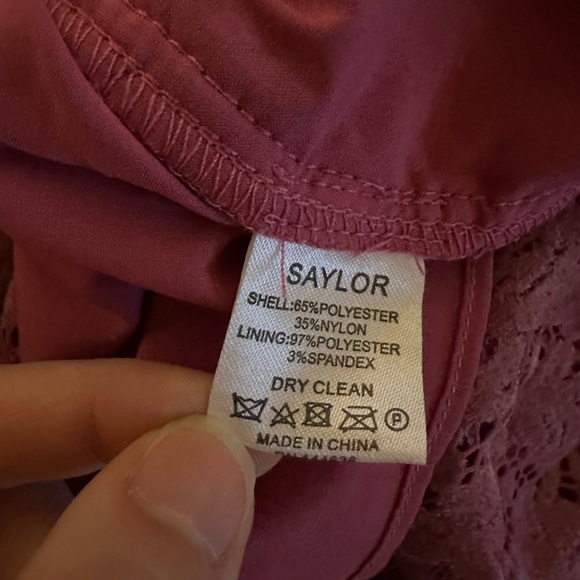 SAYLOR
SHELL:65%POLYESTER
35%NYLON
LINING:97%POLYESTER
3%SPANDEX
DRY CLEAN
P
MADE IN CHINA